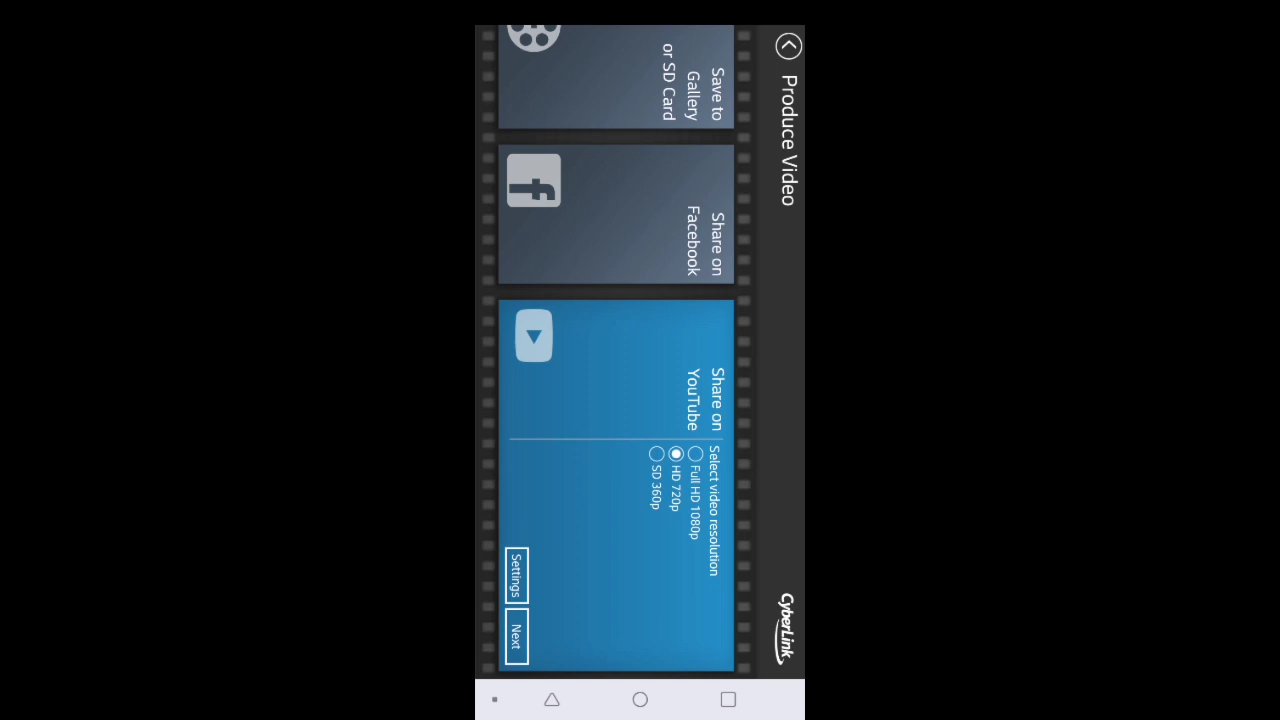 Produce Video
CyberLink
Save to
Gallery
or SD Card
Share on
Facebook
Share on
YouTube
Select video resolution
Full HD 1080p
HD 720p
SD 360p
Settings
Next